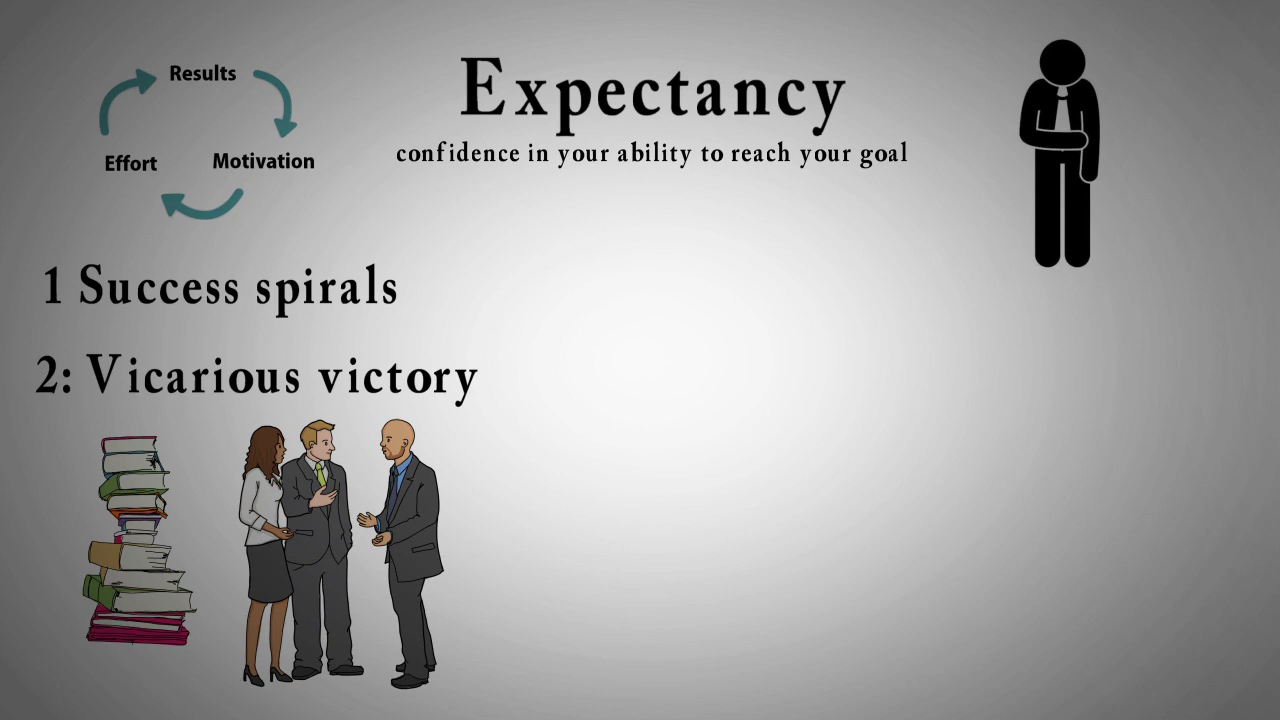 Results
Effort
Motivation
Expectancy
confidence in your ability to reach your goal
1 Success spirals
2: Vicarious victory